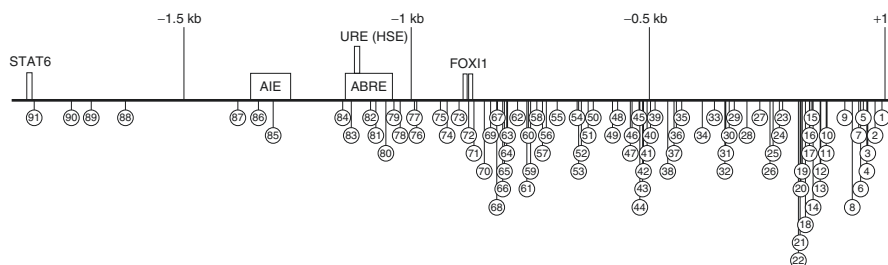 −1.5 kb −1 kb −0.5 kb +1
URE (HSE)
STAT6 FOXI1
AIE ABRE
91 90 89 88 87 86 84 82 79 77 75 73 67 62 58 55 54 50 48 45 39 35 33 29 27 23 15 9 5 1
85 83 81 78 76 74 72 69 63 60 56 51 49 46 40 36 34 30 28 24 16 10 7 2
80 71 64 57 52 47 41 37 31 25 17 11 3
70 65 59 53 42 38 32 26 19 12 4
66 61 43 20 13 6
68 44 14 8
18
21
22